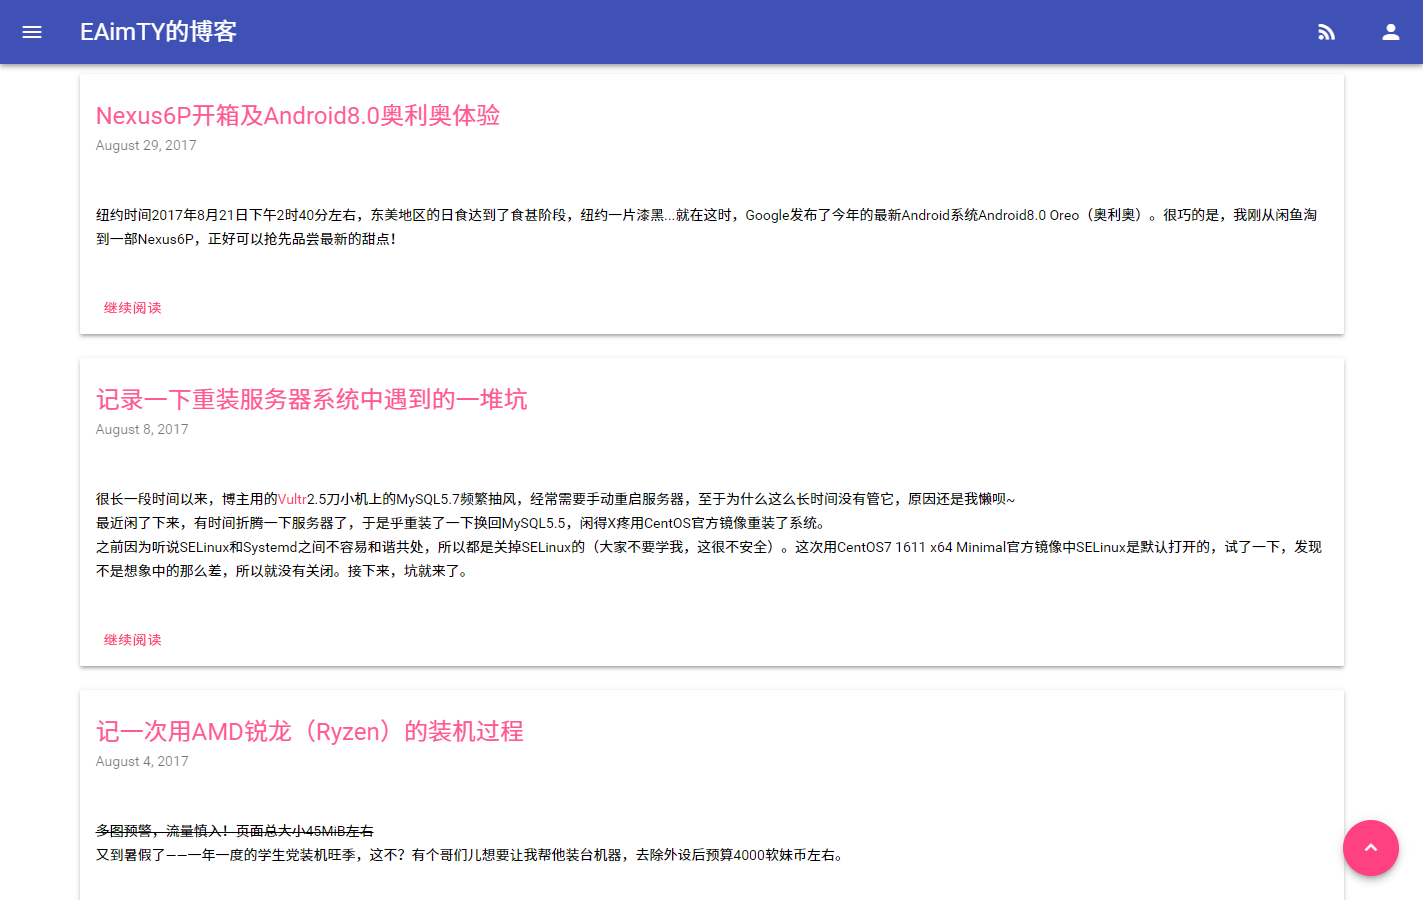 EAimTY的博客
Nexus6P开箱及Android8.0奥利奥体验
August 29, 2017
纽约时间2017年8月21日下午2时40分左右，东美地区的日食达到了食甚阶段，纽约一片漆黑...就在这时，Google发布了今年的最新Android系统Android8.0 Oreo（奥利奥）。很巧的是，我刚从闲鱼淘
到一部Nexus6P，正好可以抢先品尝最新的甜点！
继续阅读
记录一下重装服务器系统中遇到的一堆坑
August 8, 2017
很长一段时间以来，博主用的Vultr2.5刀小机上的MySQL5.7频繁抽风，经常需要手动重启服务器，至于为什么这么长时间没有管它，原因还是我懒呗~
最近闲了下来，有时间折腾一下服务器了，于是乎重装了一下换回MySQL5.5，闲得X疼用CentOS官方镜像重装了系统。
之前因为听说SELinux和Systemd之间不容易和谐共处，所以都是关掉SELinux的（大家不要学我，这很不安全）。这次用CentOS7 1611 x64 Minimal官方镜像中SELinux是默认打开的，试了一下，发现
不是想象中的那么差，所以就没有关闭。接下来，坑就来了。
继续阅读
记一次用AMD锐龙（Ryzen）的装机过程
August 4, 2017
多图预警，流量慎入！页面总大小45MiB左右
又到暑假了——一年一度的学生党装机旺季，这不？有个哥们儿想要让我帮他装台机器，去除外设后预算4000软妹币左右。